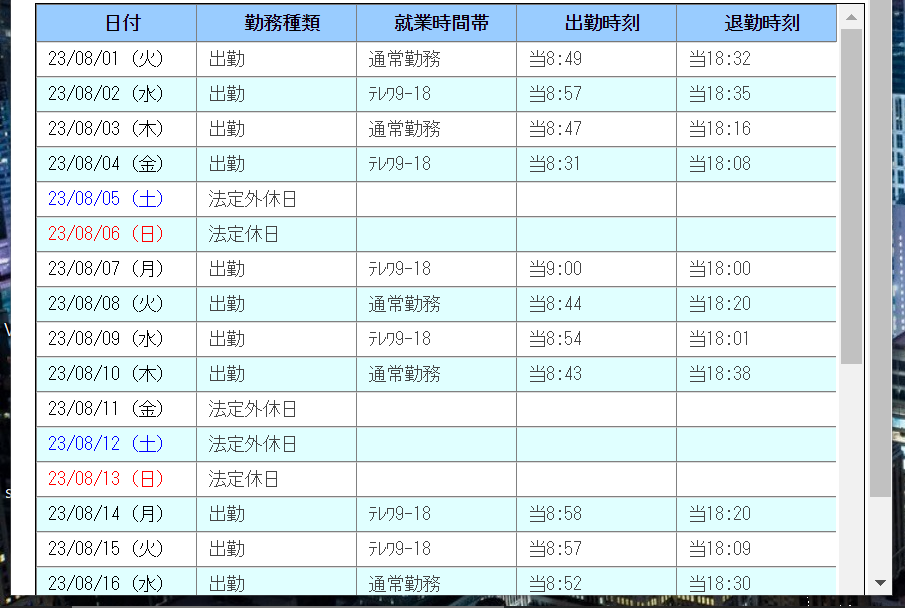 日付 勤務種類 就業時間帯 出勤時刻 退勤時刻
23/08/01 （火） 出勤 通常勤務 当8:49 当18:32
23/08/02 （水） 出勤 ﾃﾚﾜ9-18 当8:57 当18:35
23/08/03 （木） 出勤 通常勤務 当8:47 当18:16
23/08/04 （金） 出勤 ﾃﾚﾜ9-18 当8:31 当18:08
23/08/05 （土） 法定外休日
23/08/06 （日） 法定休日
23/08/07 （月） 出勤 ﾃﾚﾜ9-18 当9:00 当18:00
23/08/08 （火） 出勤 通常勤務 当8:44 当18:20
23/08/09 （水） 出勤 ﾃﾚﾜ9-18 当8:54 当18:01
23/08/10 （木） 出勤 通常勤務 当8:43 当18:38
23/08/11 （金） 法定外休日
23/08/12 （土） 法定外休日
23/08/13 （日） 法定休日
23/08/14 （月） 出勤 ﾃﾚﾜ9-18 当8:58 当18:20
23/08/15 （火） 出勤 ﾃﾚﾜ9-18 当8:57 当18:09
23/08/16 （水） 出勤 通常勤務 当8:52 当18:30